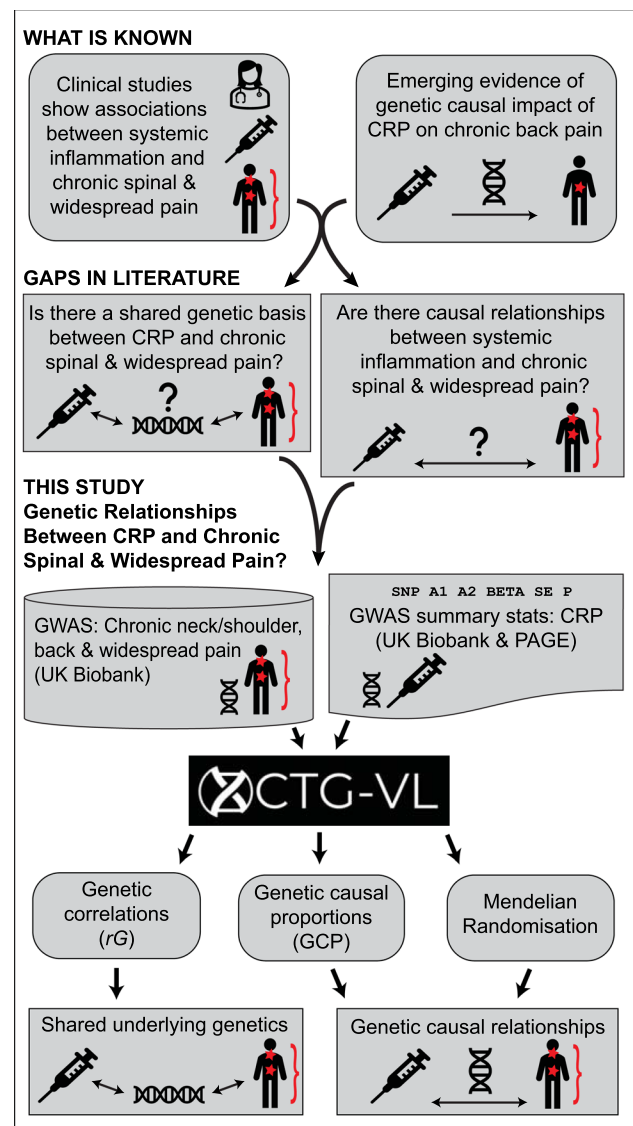 WHAT IS KNOWN
Clinical studies
show associations
between systemic
inflammation and
chronic spinal &
widespread pain
Emerging evidence of
genetic causal impact of
CRP on chronic back pain
GAPS IN LITERATURE
Is there a shared genetic basis
between CRP and chronic
spinal & widespread pain?
?
Are there causal relationships
between systemic
inflammation and chronic
spinal & widespread pain?
?
THIS STUDY
Genetic Relationships
Between CRP and Chronic
Spinal & Widespread Pain?
GWAS: Chronic neck/shoulder,
back & widespread pain
(UK Biobank)
SNP A1 A2 BETA SE P
GWAS summary stats: CRP
(UK Biobank & PAGE)
CTG-VL
Genetic
correlations
(rG)
Genetic causal
proportions
(GCP)
Mendelian
Randomisation
Shared underlying genetics
Genetic causal relationships